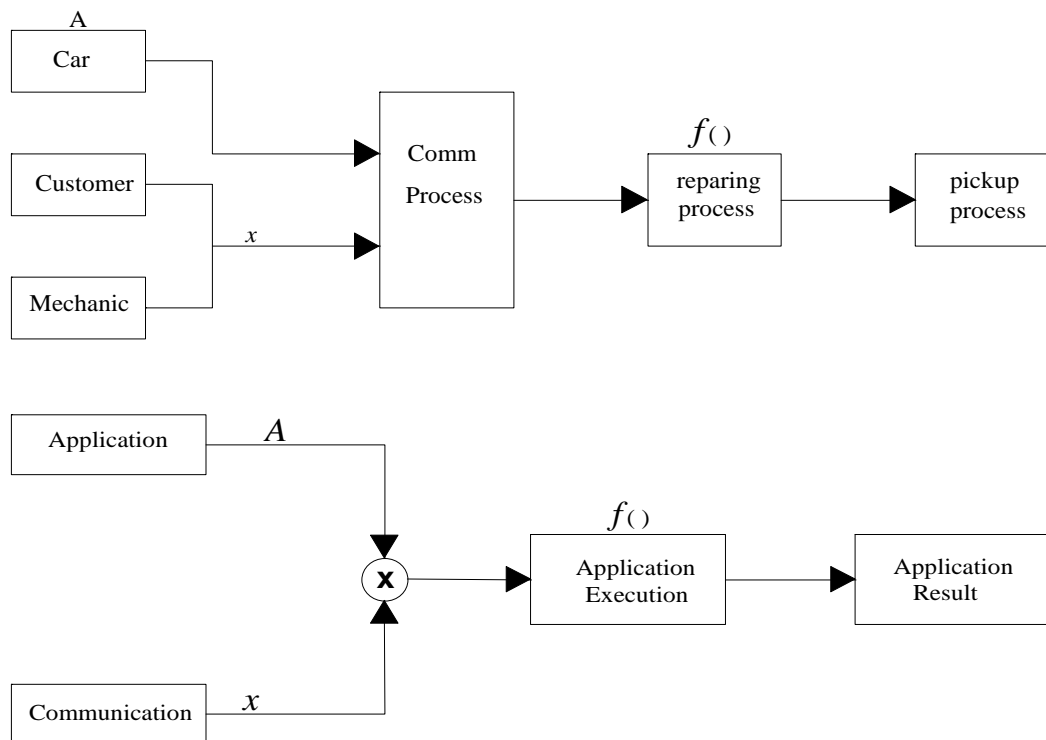 A
Car
Customer
Mechanic
x
Comm
Process
f()
reparing
process
pickup
process
Application
A
Communication
x
X
f()
Application
Execution
Application
Result